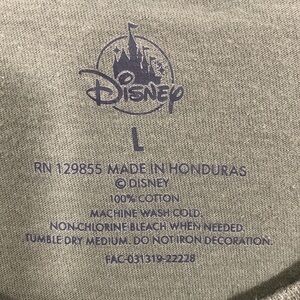 Disney
L
RN 129855 MADE IN HONDURAS
© DISNEY
100% COTTON
MACHINE WASH COLD.
NON-CHLORINE BLEACH WHEN NEEDED.
TUMBLE DRY MEDIUM. DO NOT IRON DECORATION.
FAC-031319-22228